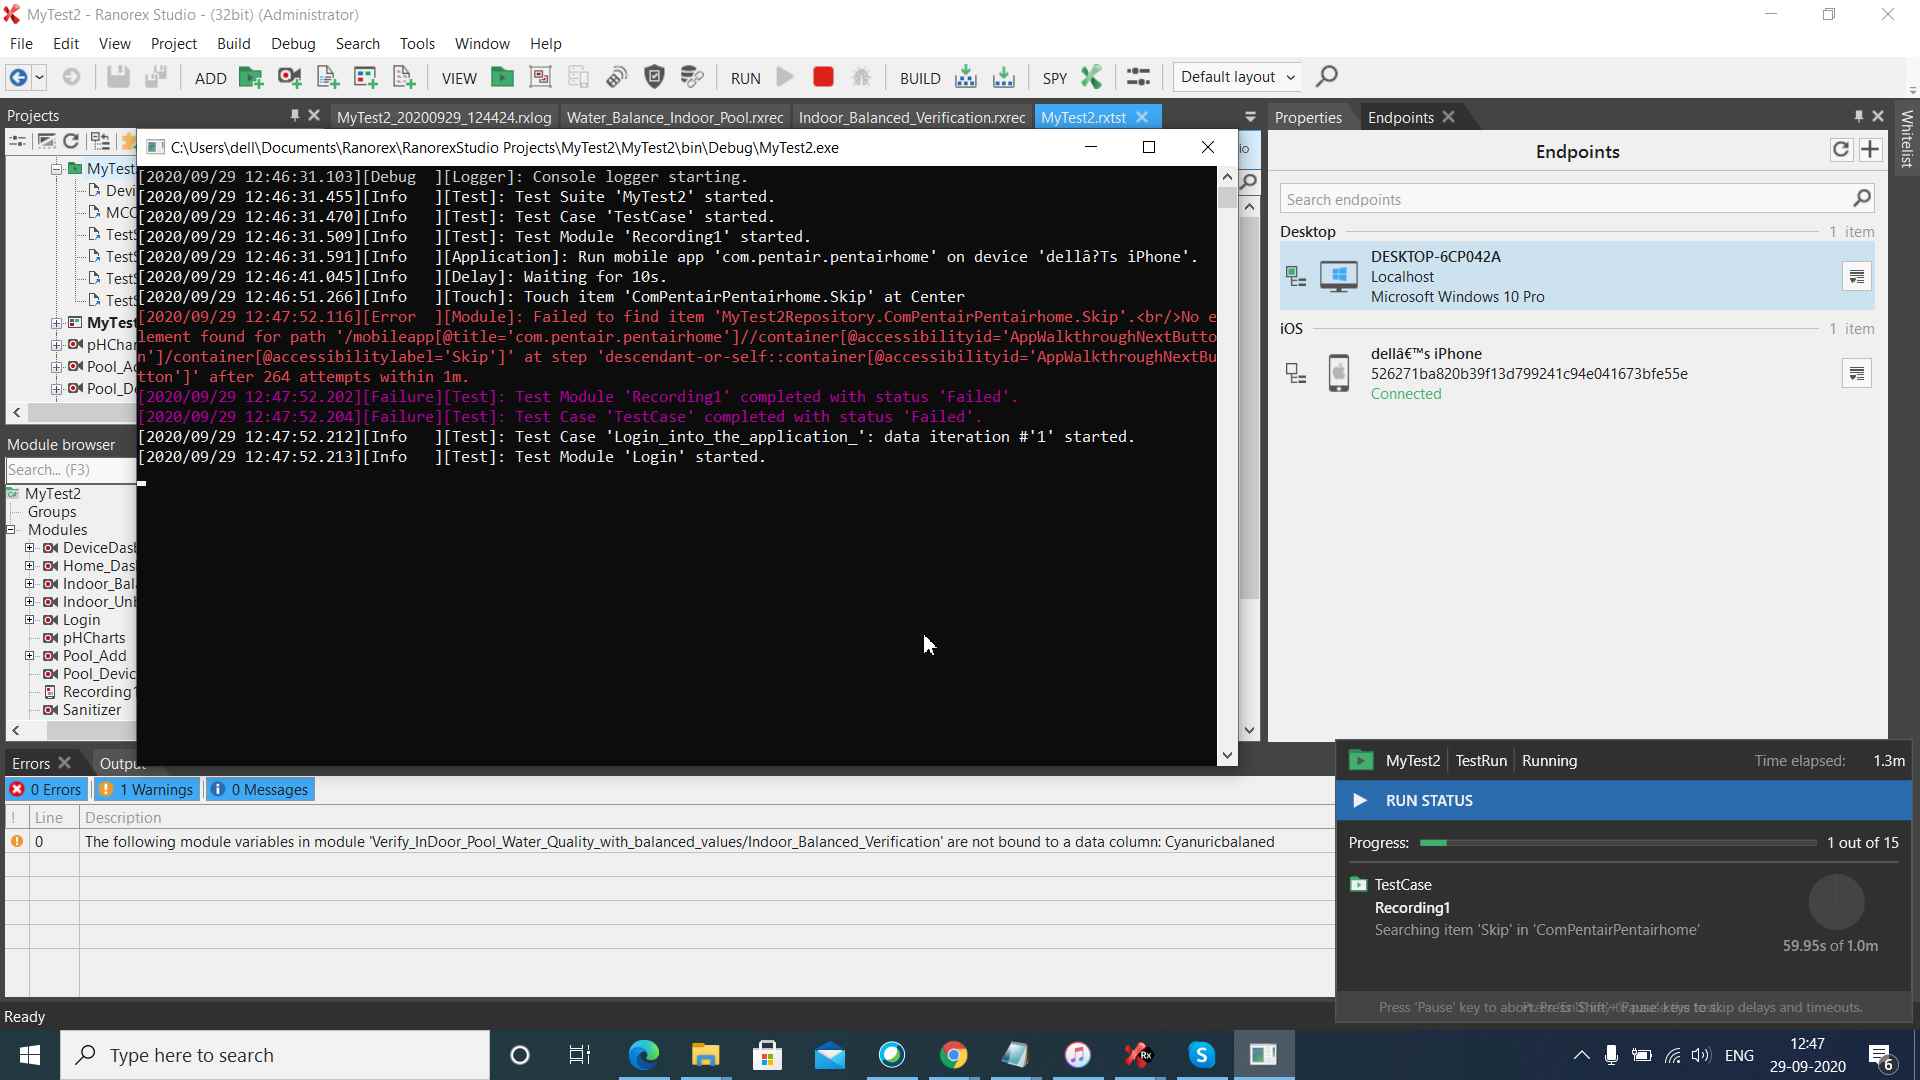 MyTest2 - Ranorex Studio - (32bit) (Administrator)
File Edit View Project Build Debug Search Tools Window Help
ADD VIEW RUN BUILD SPY Default layout
Projects
MyTest2_20200929_124424.rxlog Water_Balance_Indoor_Pool.rxrec Indoor_Balanced_Verification.rxrec MyTest2.rxtst
Properties Endpoints
Whitelist
MyTest
Devi
MCC
TestS
TestS
TestS
TestS
MyTest
pHChar
Pool_Ac
Pool_De
C:\Users\dell\Documents\Ranorex\RanorexStudio Projects\MyTest2\MyTest2\bin\Debug\MyTest2.exe
[2020/09/29 12:46:31.103][Debug  ][Logger]: Console logger starting.
[2020/09/29 12:46:31.455][Info   ][Test]: Test Suite 'MyTest2' started.
[2020/09/29 12:46:31.470][Info   ][Test]: Test Case 'TestCase' started.
[2020/09/29 12:46:31.509][Info   ][Test]: Test Module 'Recording1' started.
[2020/09/29 12:46:31.591][Info   ][Application]: Run mobile app 'com.pentair.pentairhome' on device 'dellâ?Ts iPhone'.
[2020/09/29 12:46:41.045][Info   ][Delay]: Waiting for 10s.
[2020/09/29 12:46:51.266][Info   ][Touch]: Touch item 'ComPentairPentairhome.Skip' at Center
[2020/09/29 12:47:52.116][Error  ][Module]: Failed to find item 'MyTest2Repository.ComPentairPentairhome.Skip'.<br/>No e
lement found for path '/mobileapp[@title='com.pentair.pentairhome']//container[@accessibilityid='AppWalkthroughNextButto
n']/container[@accessibilitylabel='Skip']' at step 'descendant-or-self::container[@accessibilityid='AppWalkthroughNextBu
tton']' after 264 attempts within 1m.
[2020/09/29 12:47:52.202][Failure][Test]: Test Module 'Recording1' completed with status 'Failed'.
[2020/09/29 12:47:52.204][Failure][Test]: Test Case 'TestCase' completed with status 'Failed'.
[2020/09/29 12:47:52.212][Info   ][Test]: Test Case 'Login_into_the_application_': data iteration #'1' started.
[2020/09/29 12:47:52.213][Info   ][Test]: Test Module 'Login' started.
io
Endpoints
Search endpoints
Desktop 1 item
DESKTOP-6CP042A
Localhost
Microsoft Windows 10 Pro
iOS 1 item
dellâ€™s iPhone
526271ba820b39f13d799241c94e041673bfe55e
Connected
Module browser
Search... (F3)
MyTest2
Groups
Modules
DeviceDash
Home_Das
Indoor_Bal
Indoor_Unb
Login
pHCharts
Pool_Add
Pool_Devic
Recording1
Sanitizer
Errors Output
0 Errors 1 Warnings 0 Messages
! Line Description
0 The following module variables in module 'Verify_InDoor_Pool_Water_Quality_with_balanced_values/Indoor_Balanced_Verification' are not bound to a data column: Cyanuricbalaned
MyTest2 TestRun Running Time elapsed: 1.3m
RUN STATUS
Progress: 1 out of 15
TestCase
Recording1
Searching item 'Skip' in 'ComPentairPentairhome'
59.95s of 1.0m
Press 'Pause' key to abort. Press 'Shift'+'Pause' keys to skip delays and timeouts.
Ready
Type here to search
Rx
ENG
12:47
29-09-2020
6